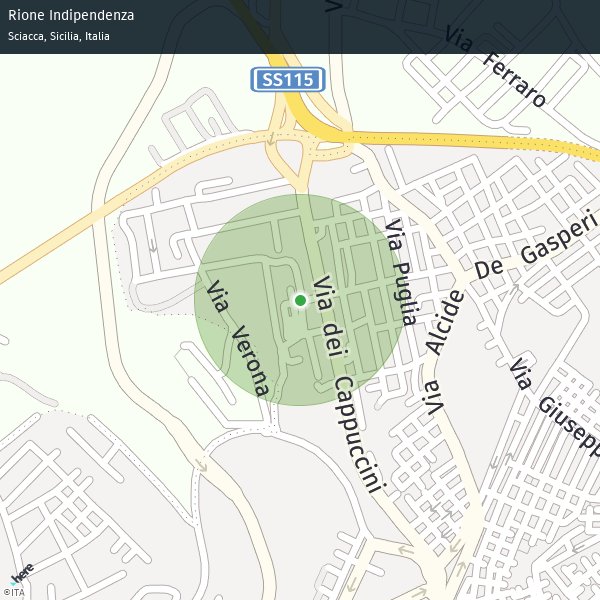 Rione Indipendenza
Sciacca, Sicilia, Italia
V
Via Ferraro
SS115
Via Puglia
Via Alcide De Gasperi
Via Verona
Via dei Cappuccini
Via Giusepp
here
©ITA